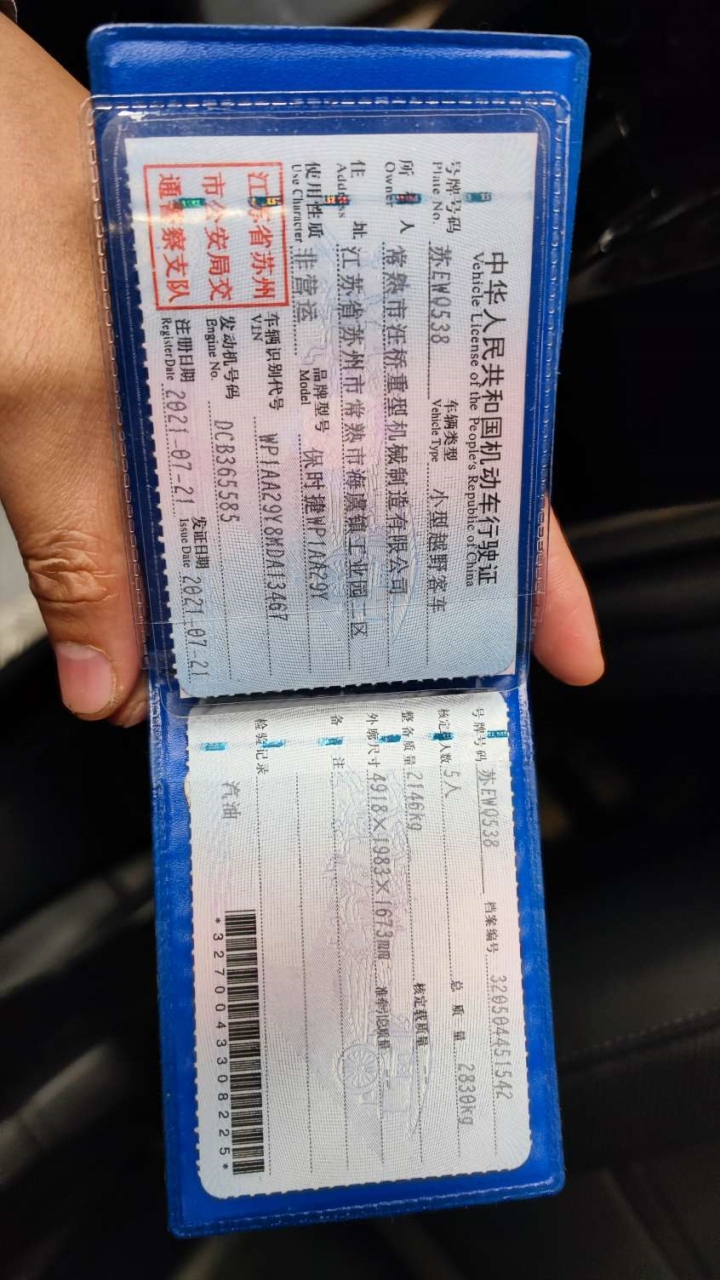 中华人民共和国机动车行驶证
Vehicle License of the People's Republic of China
号牌号码 苏EWQ538 车辆类型 小型越野客车
Plate No. Vehicle Type
所 有 人 常熟市汪桥重型机械制造有限公司
Owner
住 址 江苏省苏州市常熟市海虞镇工业园二区
Address
使用性质 非营运 品牌型号 保时捷WP1AA29Y
Use Character Model
江苏省苏州
市公安局交
通警察支队
车辆识别代号 WP1AA29Y8MDA13467
VIN
发动机号码 DCB365585
Engine No.
注册日期 2021-07-21 发证日期 2021-07-21
Register Date Issue Date
号牌号码 苏EWQ538 档案编号 320504451542
核定载人数 5人 总 质 量 2830kg
整备质量 2146kg 核定载质量
外廓尺寸 4918×1983×1673mm 准牵引总质量
备 注
检验记录
汽油
*3270043308225*